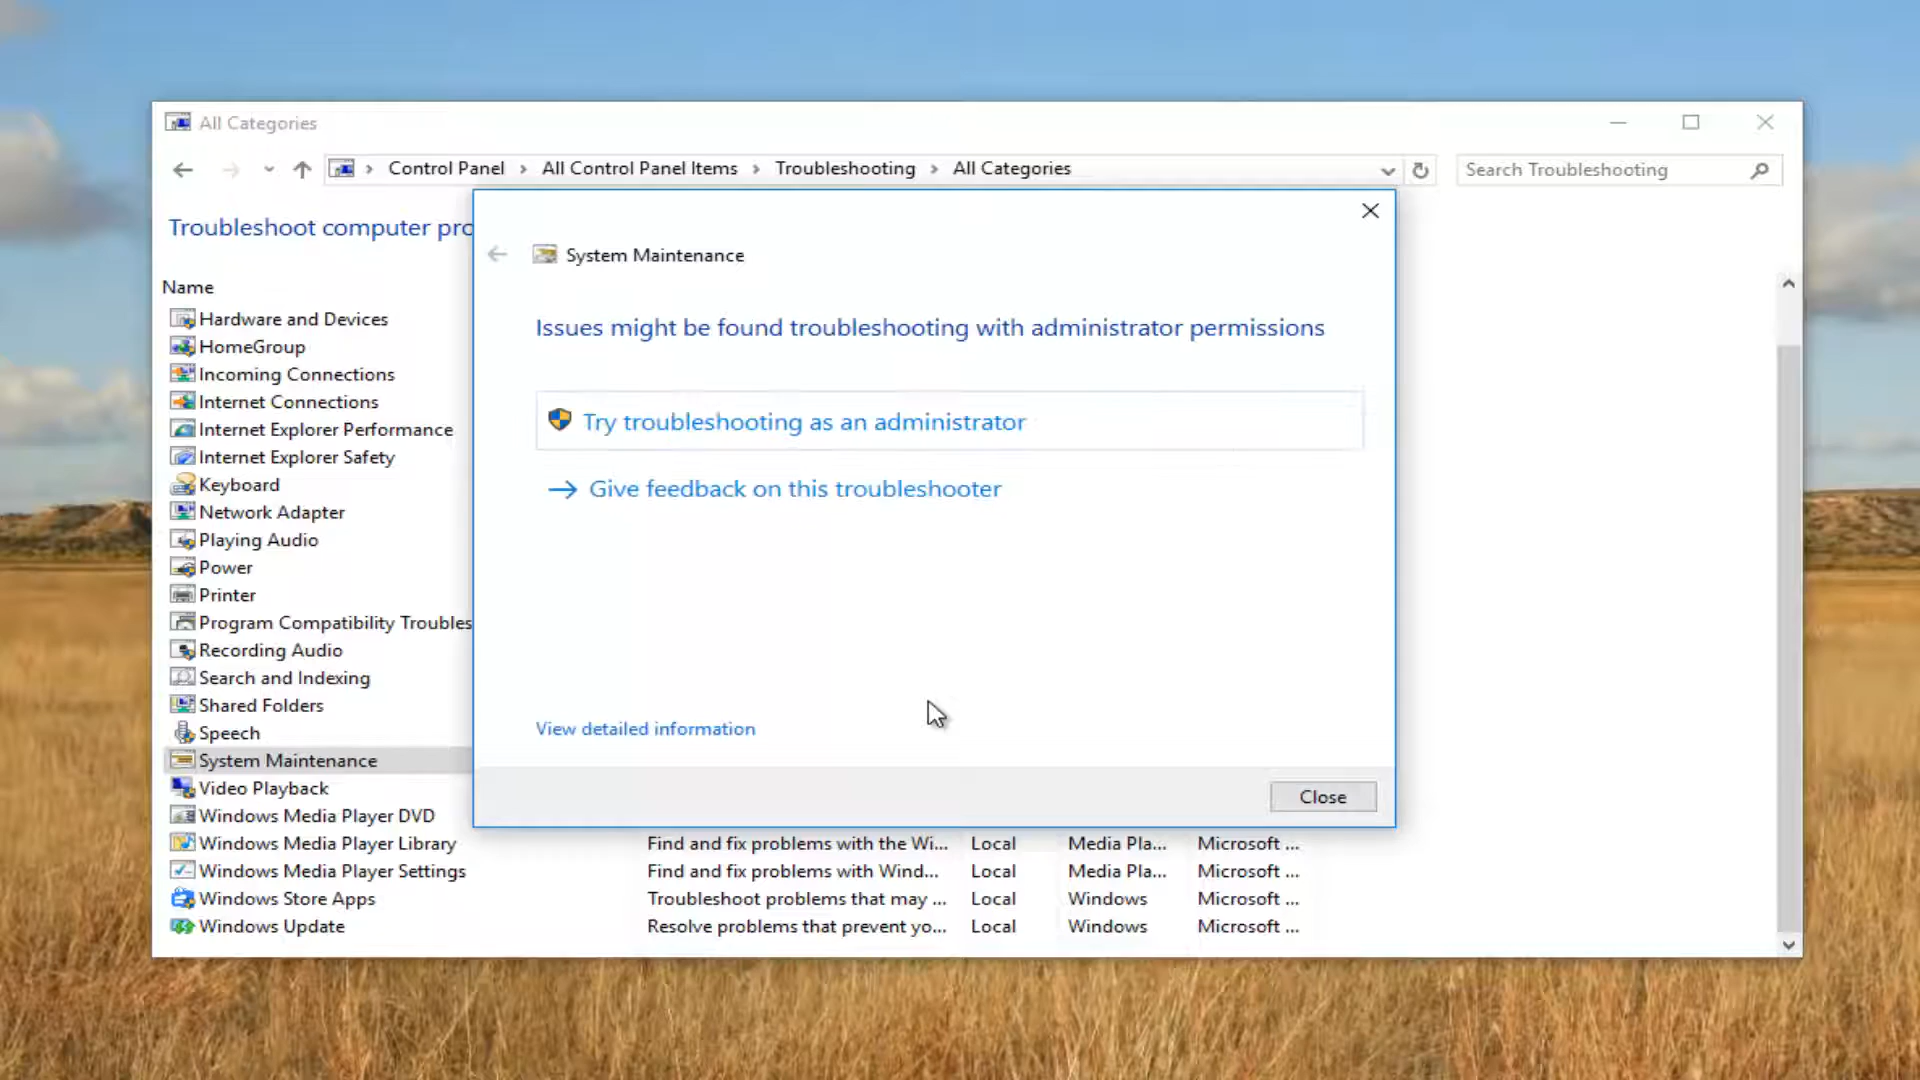 All Categories
Control Panel
All Control Panel Items
Troubleshooting
All Categories
Search Troubleshooting
Troubleshoot computer pro
System Maintenance
Name
Issues might be found troubleshooting with administrator permissions
Try troubleshooting as an administrator
Give feedback on this troubleshooter
View detailed information
Close
Hardware and Devices
HomeGroup
Incoming Connections
Internet Connections
Internet Explorer Performance
Internet Explorer Safety
Keyboard
Network Adapter
Playing Audio
Power
Printer
Program Compatibility Troubles
Recording Audio
Search and Indexing
Shared Folders
Speech
System Maintenance
Video Playback
Windows Media Player DVD
Windows Media Player Library Find and fix problems with the Wi... Local Media Pla... Microsoft ...
Windows Media Player Settings Find and fix problems with Wind... Local Media Pla... Microsoft ...
Windows Store Apps Troubleshoot problems that may ... Local Windows Microsoft ...
Windows Update Resolve problems that prevent yo... Local Windows Microsoft ...